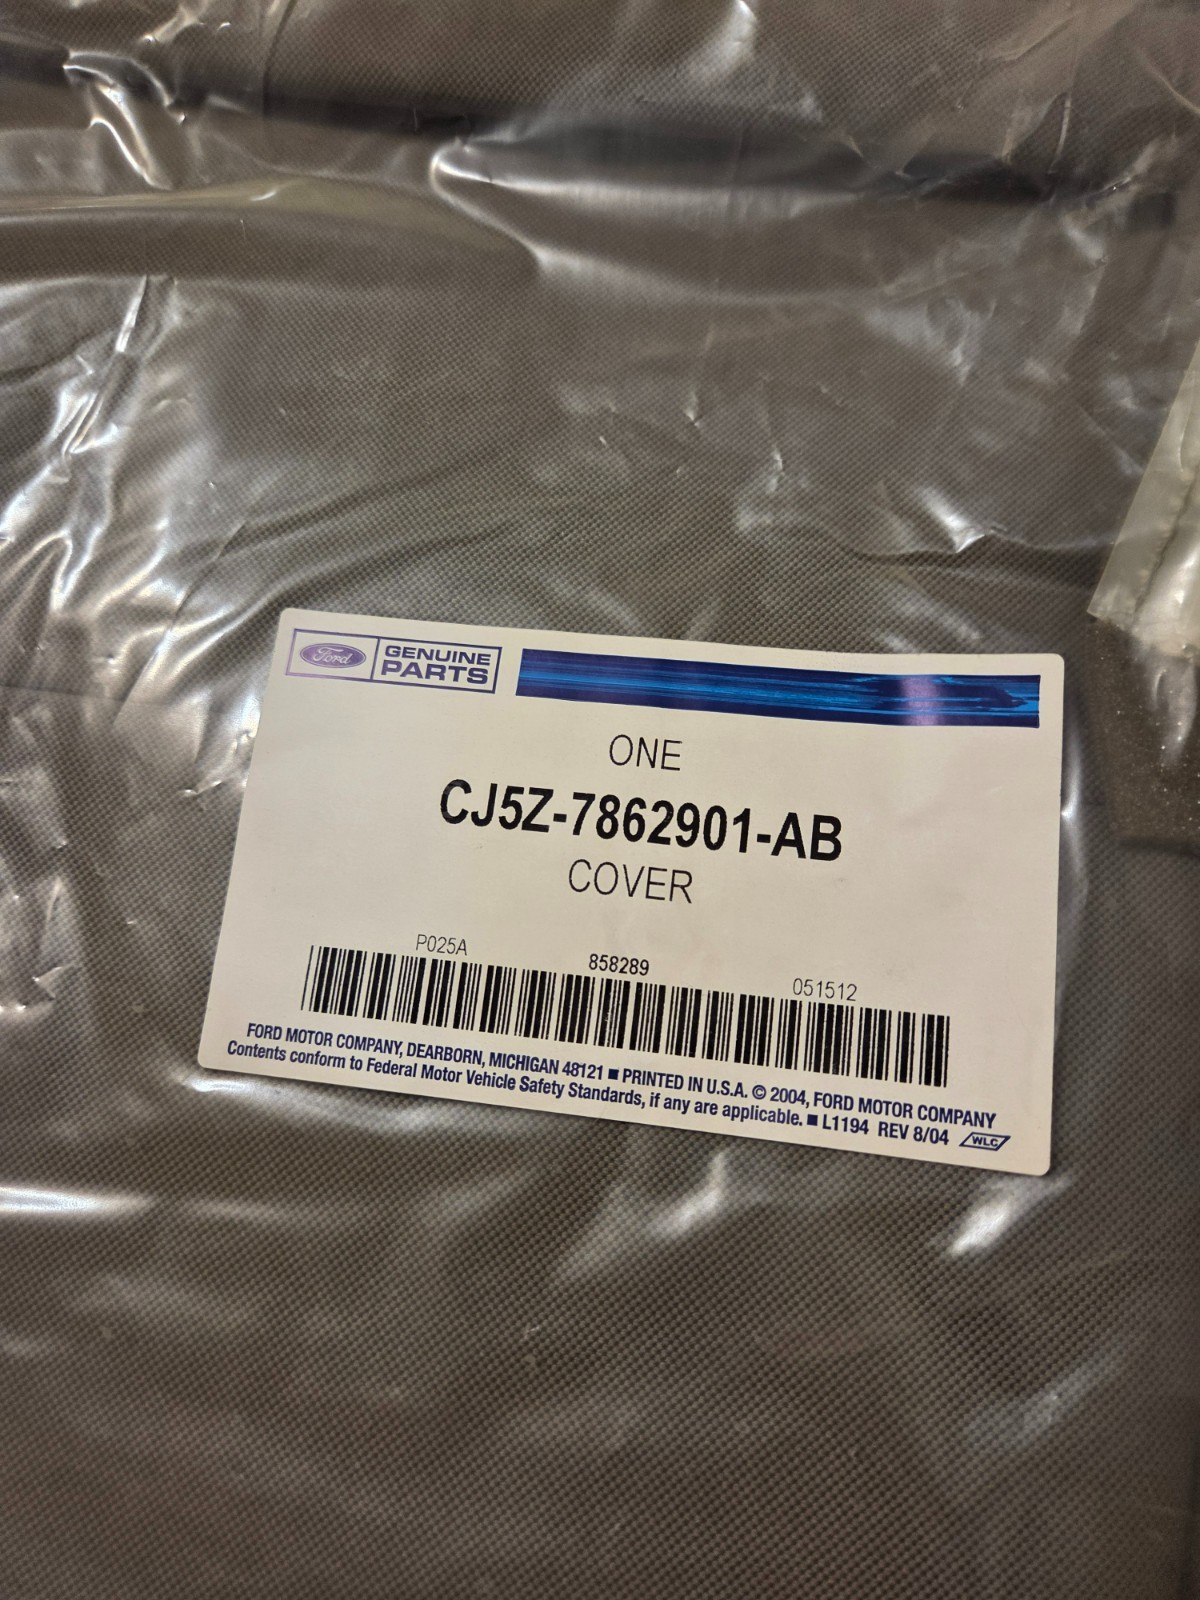 Ford GENUINE PARTS
ONE
CJ5Z-7862901-AB
COVER
P025A 858289 051512
FORD MOTOR COMPANY, DEARBORN, MICHIGAN 48121 ■ PRINTED IN U.S.A. © 2004, FORD MOTOR COMPANY
Contents conform to Federal Motor Vehicle Safety Standards, if any are applicable. ■ L1194 REV 8/04 WLC